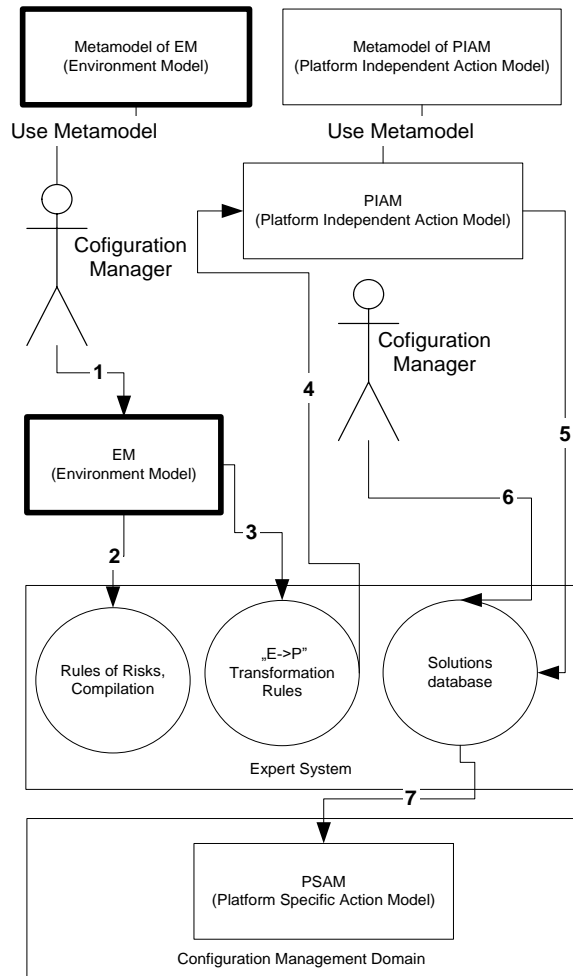 Metamodel of EM
(Environment Model)
Metamodel of PIAM
(Platform Independent Action Model)
Use Metamodel
Use Metamodel
PIAM
(Platform Independent Action Model)
Cofiguration
Manager
Cofiguration
Manager
1
4
5
EM
(Environment Model)
6
3
2
Rules of Risks,
Compilation
„E->P”
Transformation
Rules
Solutions
database
Expert System
7
PSAM
(Platform Specific Action Model)
Configuration Management Domain